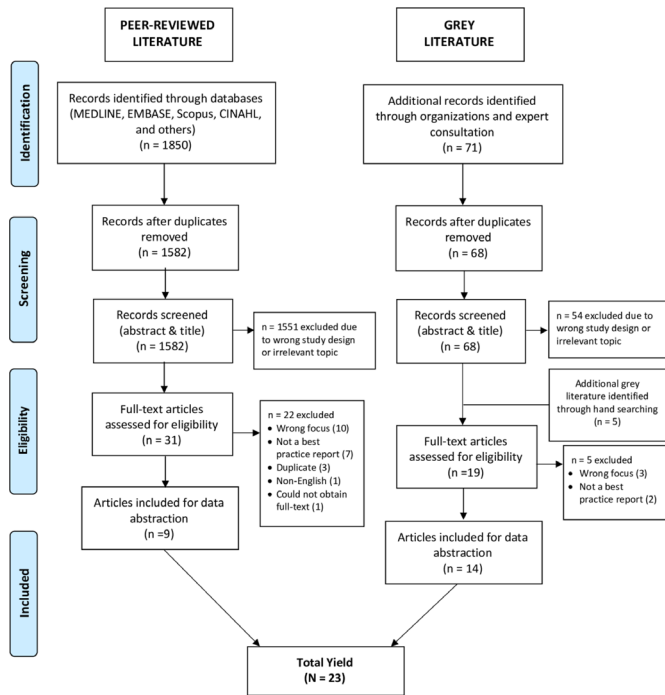 PEER-REVIEWED
LITERATURE
GREY
LITERATURE
Identification
Records identified through databases
(MEDLINE, EMBASE, Scopus, CINAHL,
and others)
(n = 1850)
Additional records identified
through organizations and expert
consultation
(n = 71)
Screening
Records after duplicates
removed
(n = 1582)
Records after duplicates
removed
(n = 68)
Records screened
(abstract & title)
(n = 1582)
n = 1551 excluded due
to wrong study design
or irrelevant topic
Records screened
(abstract & title)
(n = 68)
n = 54 excluded due to
wrong study design or
irrelevant topic
Eligibility
Additional grey
literature identified
through hand searching
(n = 5)
Full-text articles
assessed for eligibility
(n = 31)
n = 22 excluded
• Wrong focus (10)
• Not a best
practice report (7)
• Duplicate (3)
• Non-English (1)
• Could not obtain
full-text (1)
Full-text articles
assessed for eligibility
(n =19)
n = 5 excluded
• Wrong focus (3)
• Not a best
practice report (2)
Included
Articles included for data
abstraction
(n =9)
Articles included for data
abstraction
(n = 14)
Total Yield
(N = 23)